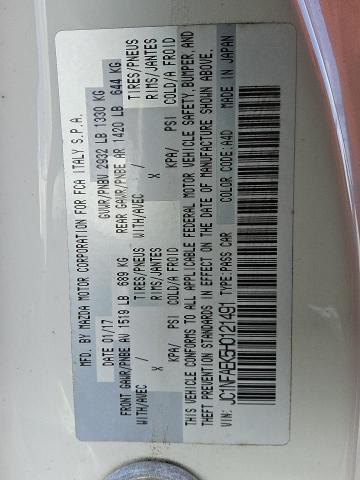 MFD. BY MAZDA MOTOR CORPORATION FOR FCA ITALY S.P.A.
DATE 01/17 GVWR/PNBV 2932 LB 1330 KG
FRONT GAWR/PNBE AV 1519 LB 689 KG REAR GAWR/PNBE AR 1420 LB 644 KG
WITH/AVEC TIRES/PNEUS WITH/AVEC TIRES/PNEUS
/ X RIMS/JANTES / X RIMS/JANTES
KPA/ PSI COLD/A FROID KPA/ PSI COLD/A FROID
THIS VEHICLE CONFORMS TO ALL APPLICABLE FEDERAL MOTOR VEHICLE SAFETY, BUMPER, AND
THEFT PREVENTION STANDARDS IN EFFECT ON THE DATE OF MANUFACTURE SHOWN ABOVE.
VIN: JC1NFAEK3H0121491 TYPE:PASS CAR COLOR CODE:A4D MADE IN JAPAN